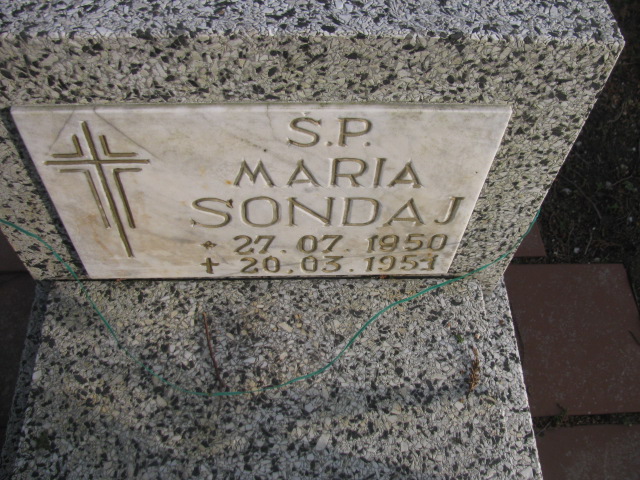 Ś.P.
MARIA
SONDAJ
* 27.07.1950
† 20.03.1951